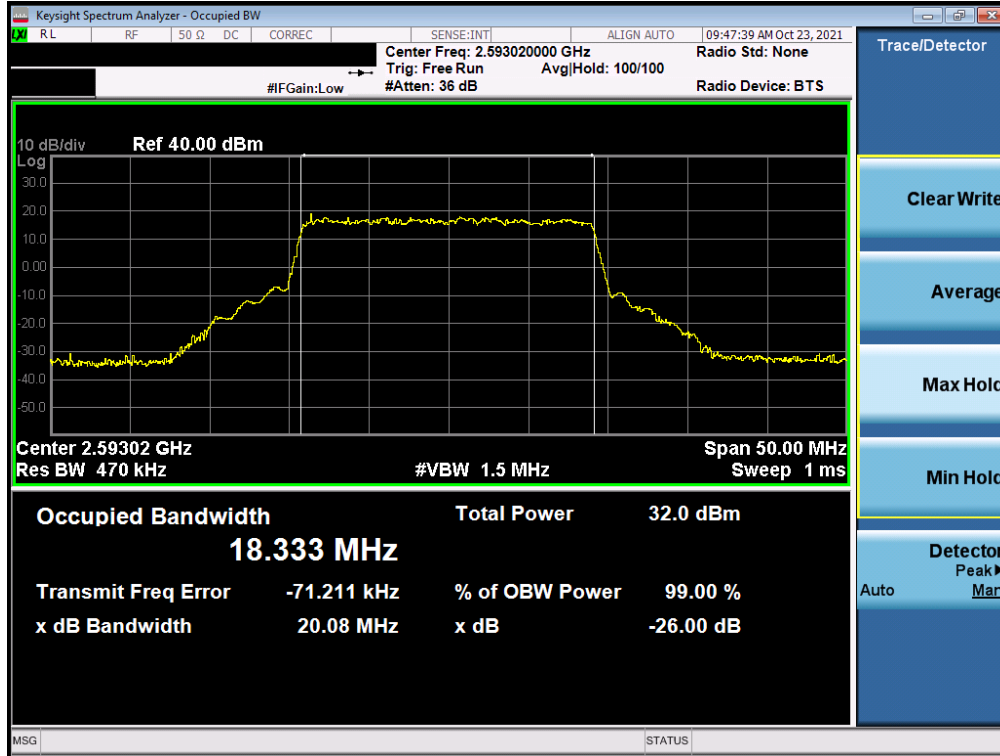 Keysight Spectrum Analyzer - Occupied BW
LXI RL RF 50 Ω DC CORREC SENSE:INT ALIGN AUTO 09:47:39 AM Oct 23, 2021
Center Freq: 2.593020000 GHz Radio Std: None
Trig: Free Run Avg|Hold: 100/100
#IFGain:Low #Atten: 36 dB Radio Device: BTS
10 dB/div Ref 40.00 dBm
Log
30.0
20.0
10.0
0.00
-10.0
-20.0
-30.0
-40.0
-50.0
Center 2.59302 GHz Span 50.00 MHz
Res BW 470 kHz #VBW 1.5 MHz Sweep 1 ms
Occupied Bandwidth Total Power 32.0 dBm
18.333 MHz
Transmit Freq Error -71.211 kHz % of OBW Power 99.00 %
x dB Bandwidth 20.08 MHz x dB -26.00 dB
MSG STATUS
Trace/Detector
Clear Write
Average
Max Hold
Min Hold
Detector
Peak
Auto Man